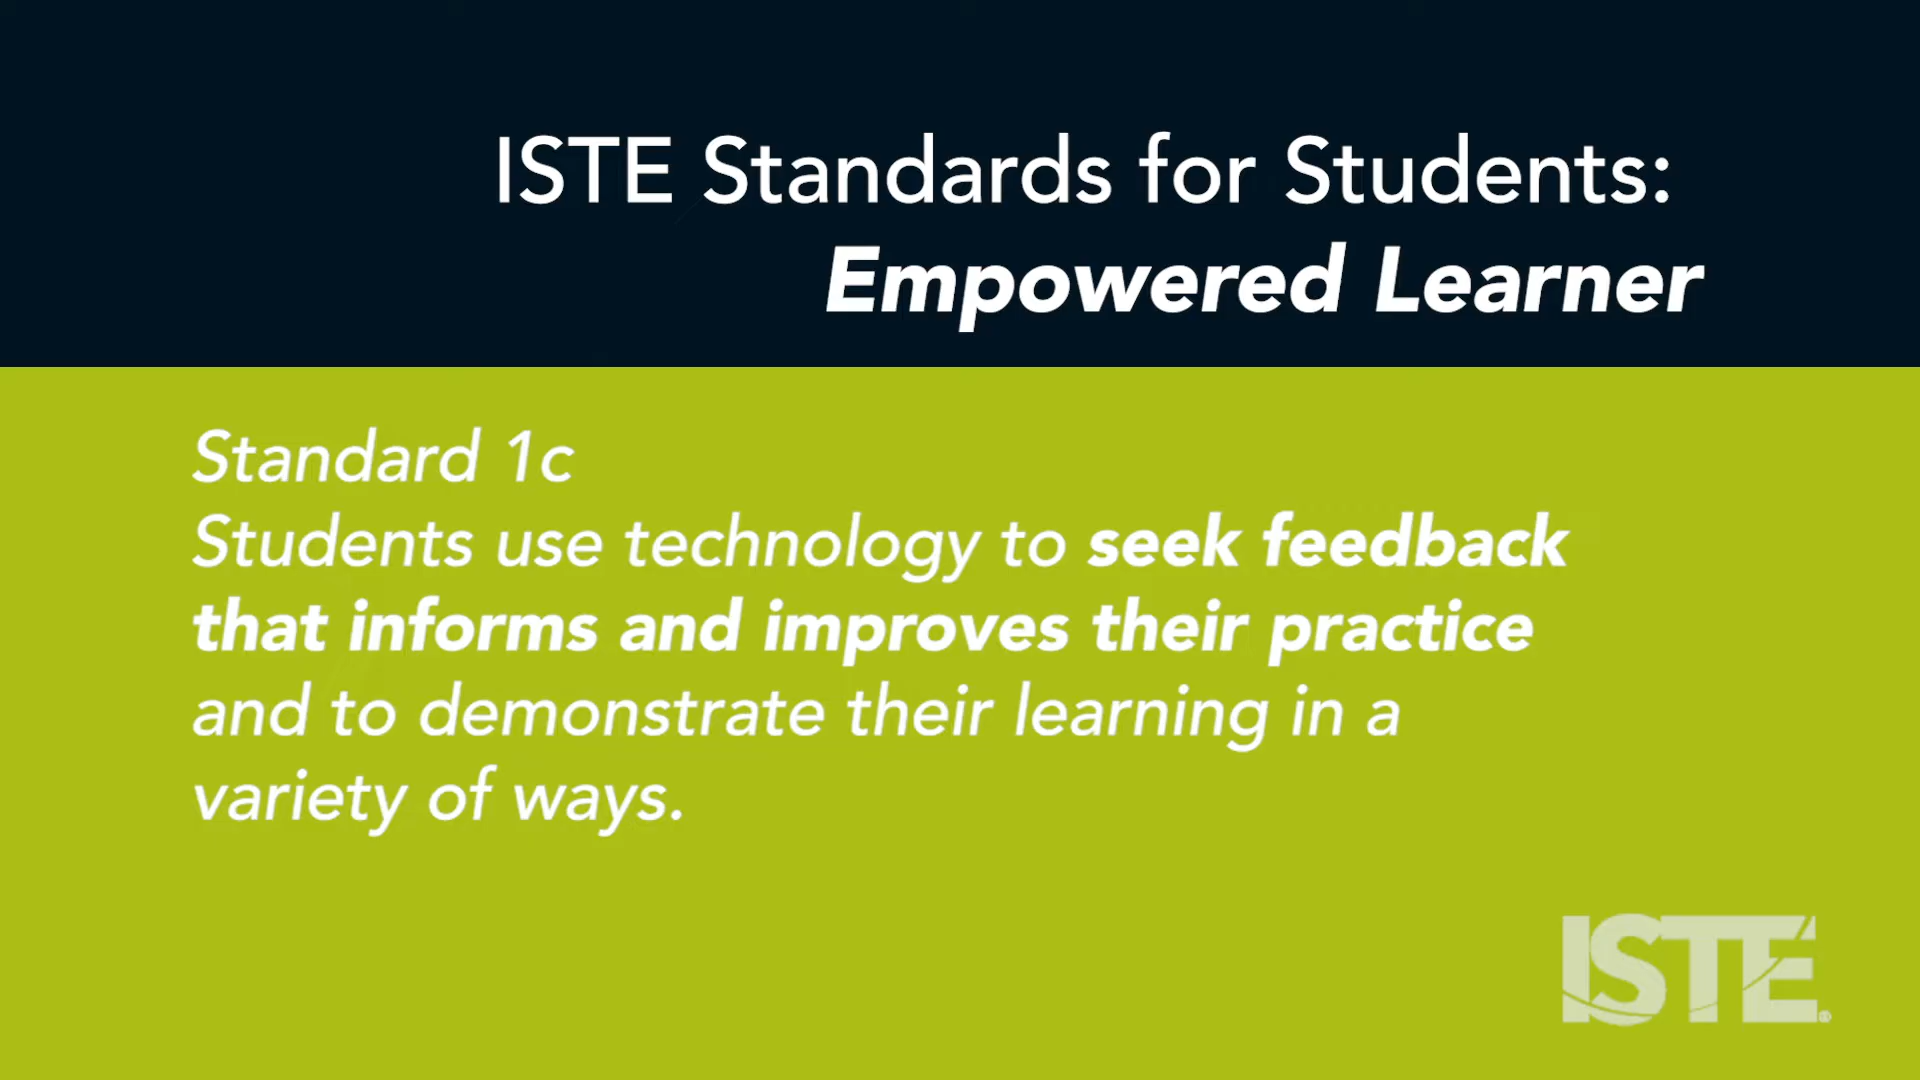 ISTE Standards for Students:
Empowered Learner
Standard 1c
Students use technology to seek feedback
that informs and improves their practice
and to demonstrate their learning in a
variety of ways.
ISTE®